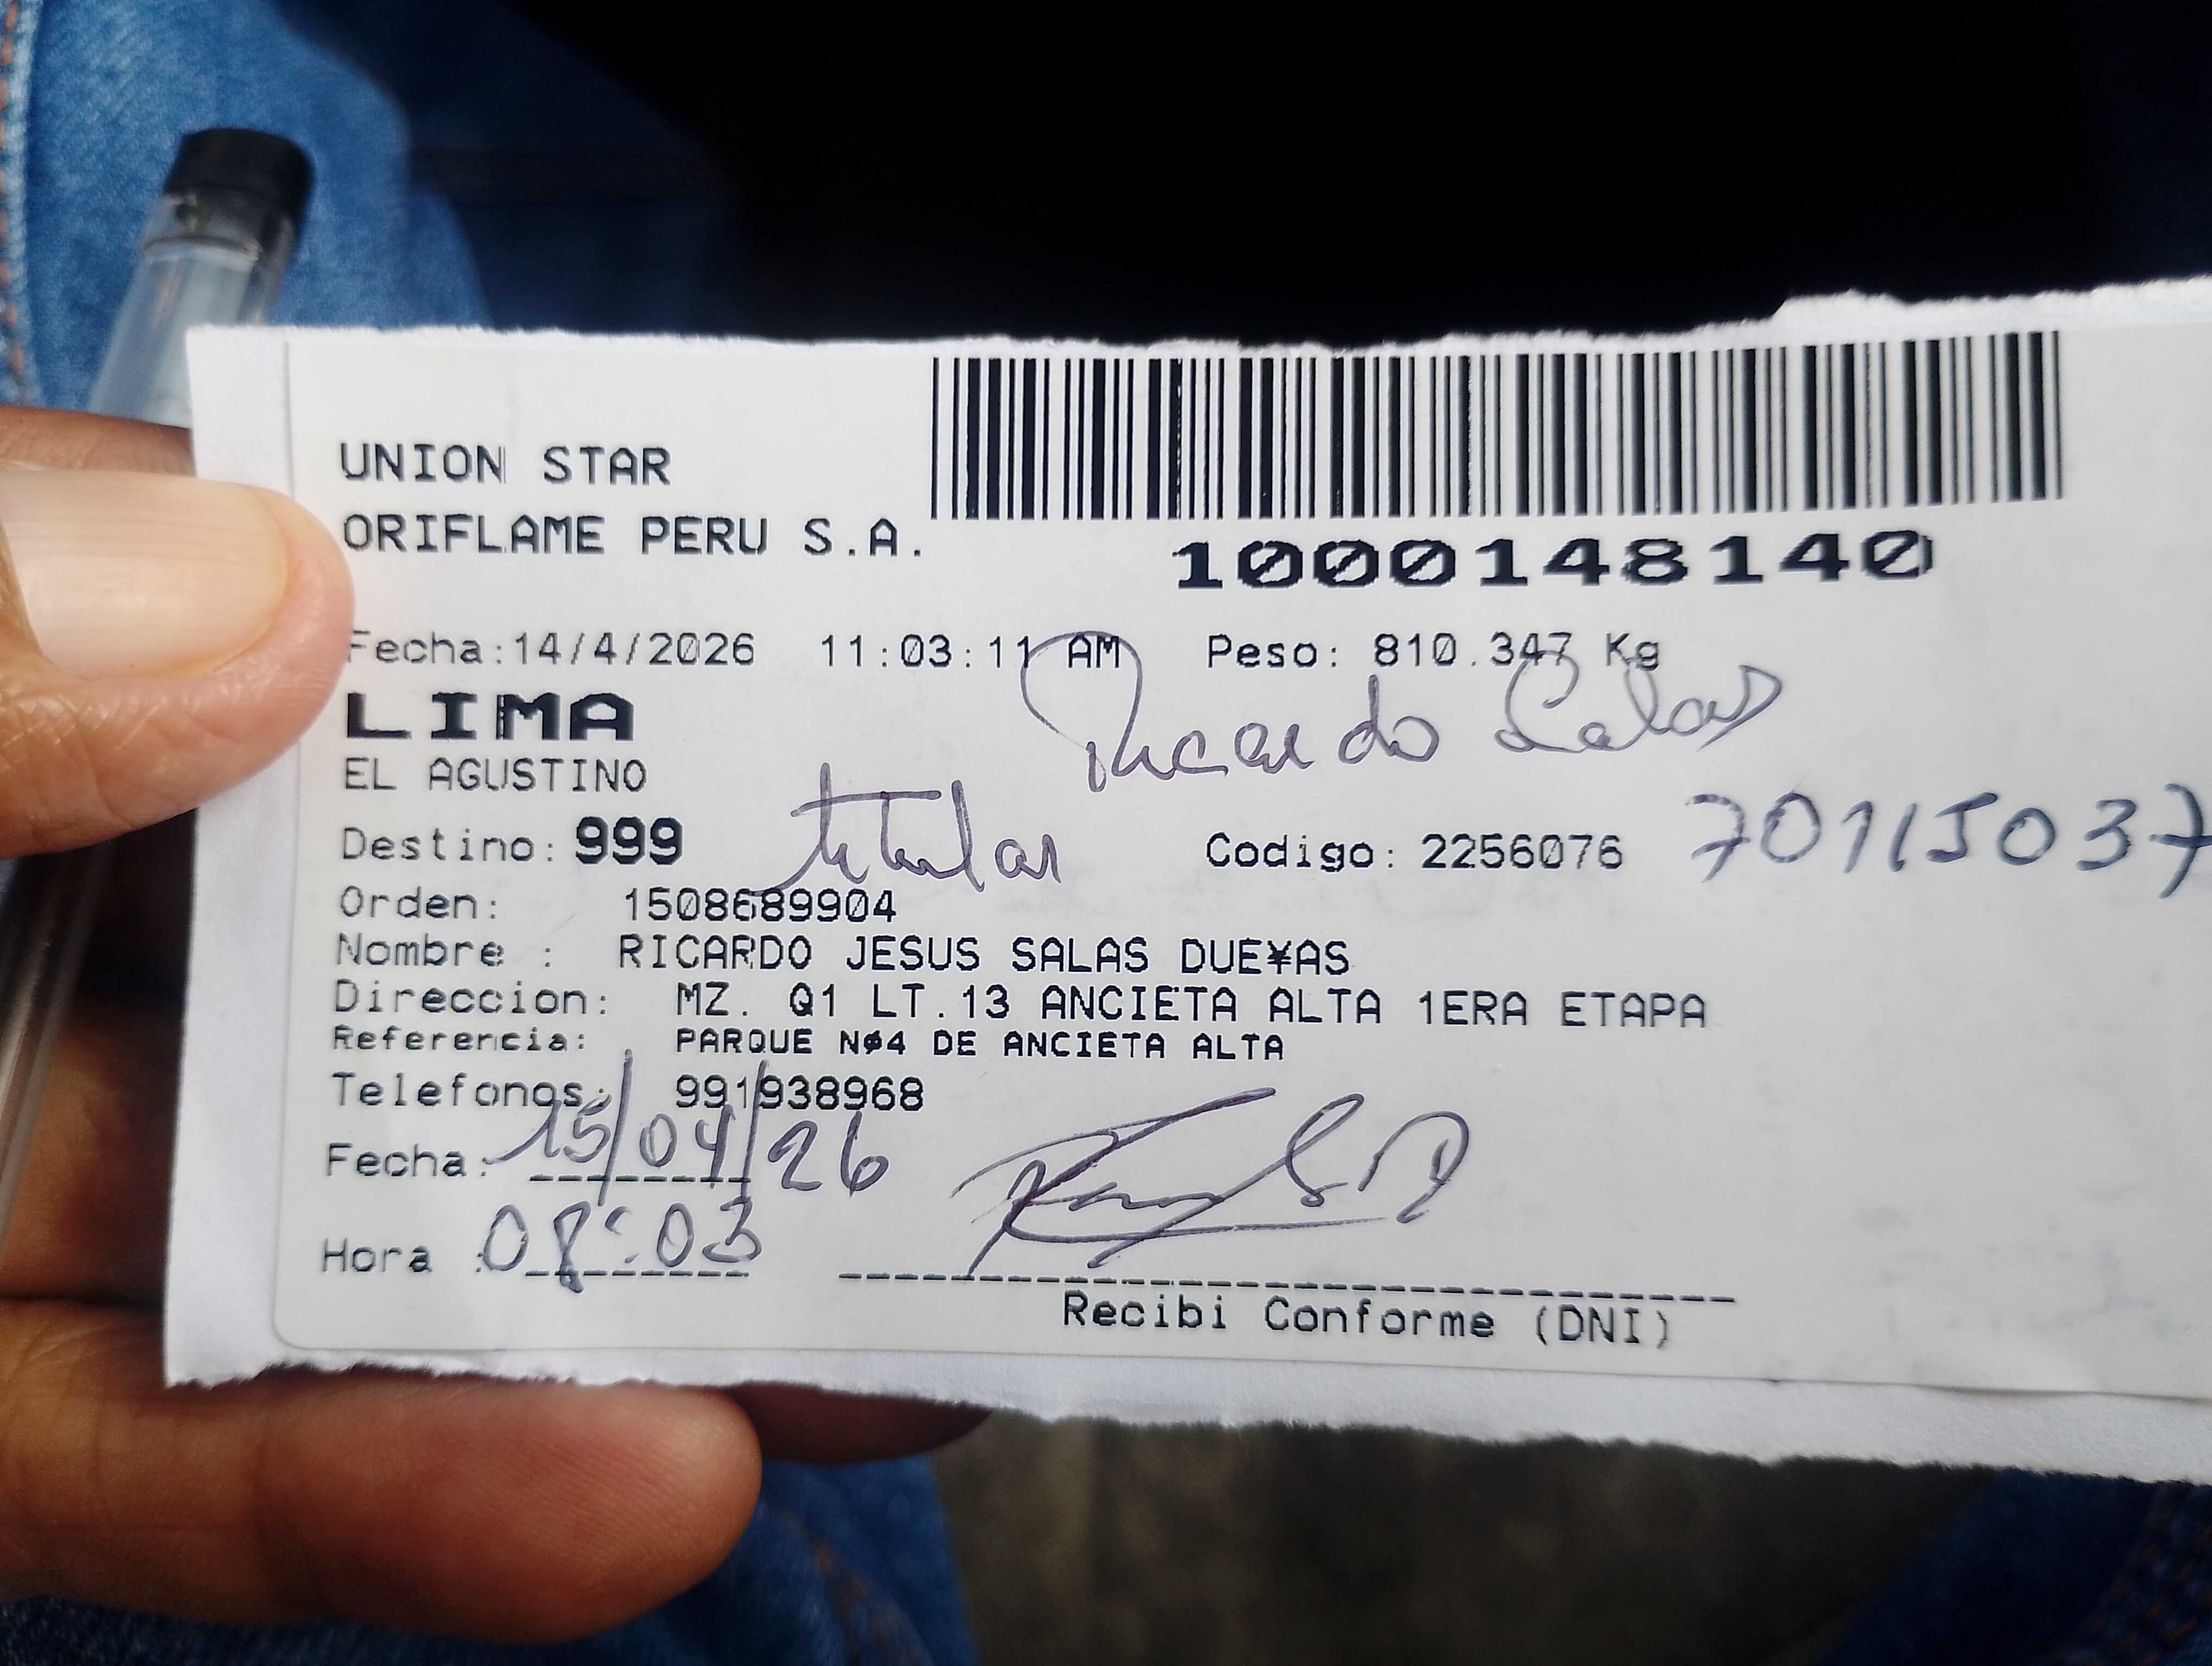 UNION STAR
ORIFLAME PERU S.A.
1000148140
Fecha:14/4/2026 11:03:11 AM Peso: 810.347 Kg
LIMA
Ricardo Salas
EL AGUSTINO
titular
Destino: 999 Codigo: 2256076 70115037
Orden: 1508689904
Nombre : RICARDO JESUS SALAS DUE¥AS
Direccion: MZ. Q1 LT.13 ANCIETA ALTA 1ERA ETAPA
Referencia: PARQUE Nø4 DE ANCIETA ALTA
Telefonos: 991938968
Fecha: 15/04/26
Hora : 08:03
Recibi Conforme (DNI)